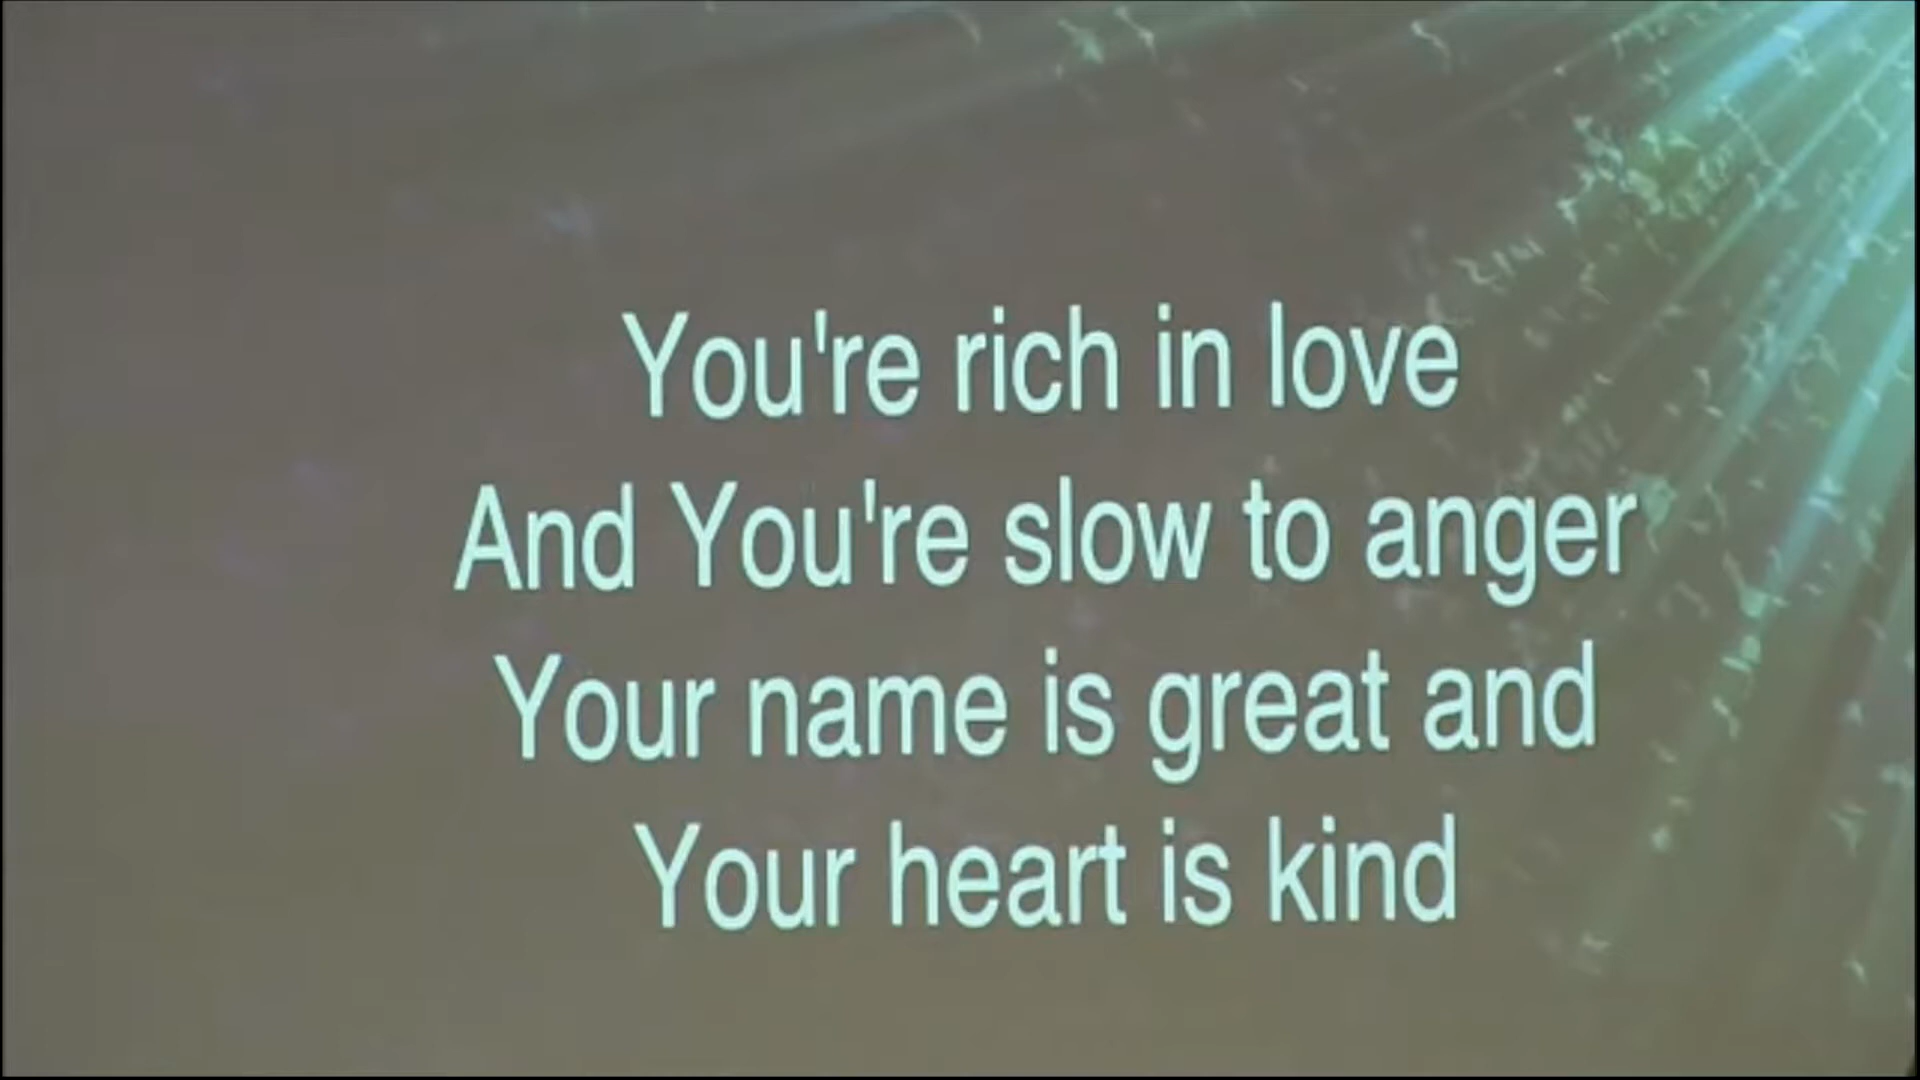 You're rich in love
And You're slow to anger
Your name is great and
Your heart is kind